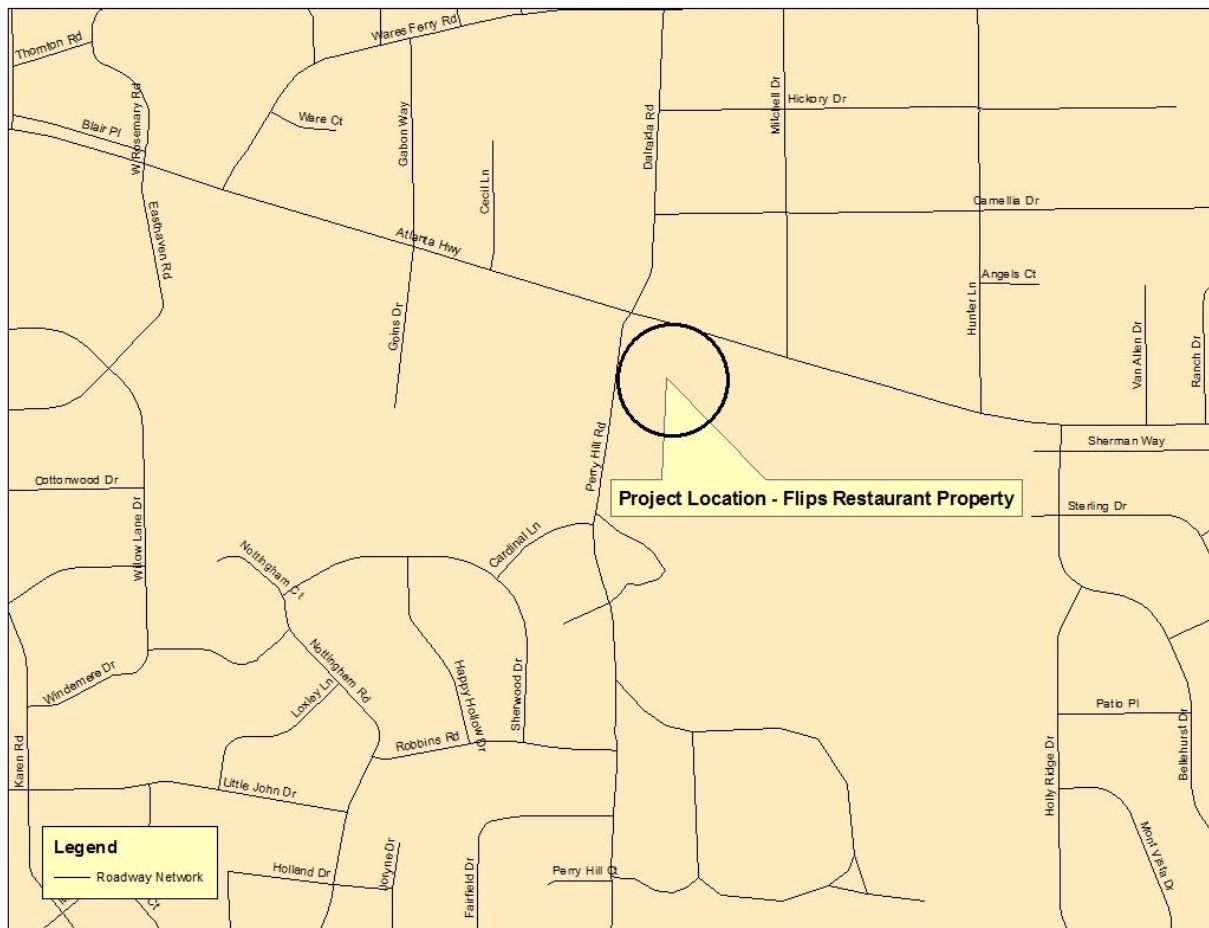 Thornton Rd
Wares Ferry Rd
W Rosemary Rd
Blair Pl
Ware Ct
Gabon Way
Cecil Ln
Dalraida Rd
Mitchell Dr
Hickory Dr
Camellia Dr
Easthaven Rd
Atlanta Hwy
Goins Dr
Hunter Ln
Angels Ct
Van Allen Dr
Ranch Dr
Perry Hill Rd
Sherman Way
Project Location - Flips Restaurant Property
Cottonwood Dr
Willow Lane Dr
Sterling Dr
Cardinal Ln
Nottingham Ct
Nottingham Rd
Windemere Dr
Loxley Ln
Happy Hollow Dr
Sherwood Dr
Patio Pl
Karen Rd
Robbins Rd
Holly Ridge Dr
Bellehurst Dr
Little John Dr
Mont Vista Dr
Legend
Roadway Network
Holland Dr
Joryne Dr
Fairfield Dr
Perry Hill Ct
Ct